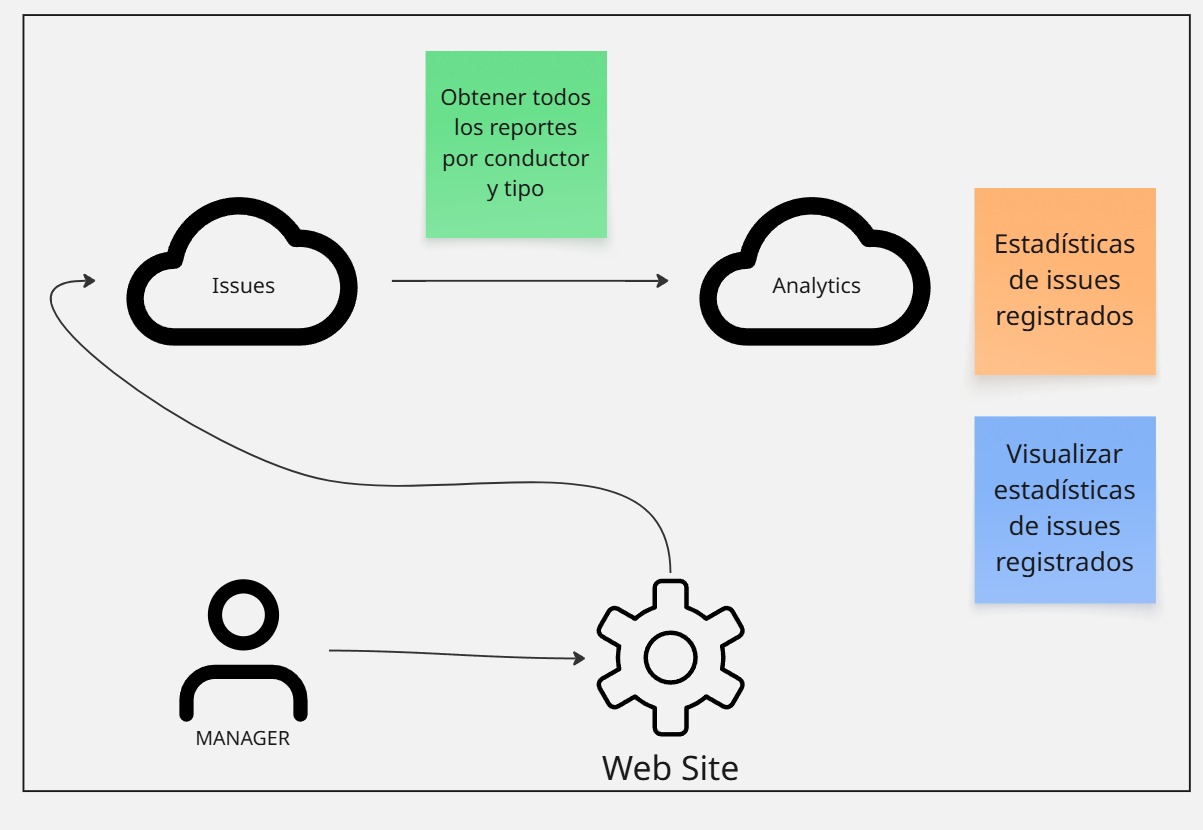 Obtener todos
los reportes
por conductor
y tipo
Issues
Analytics
Estadísticas
de issues
registrados
Visualizar
estadísticas
de issues
registrados
MANAGER
Web Site